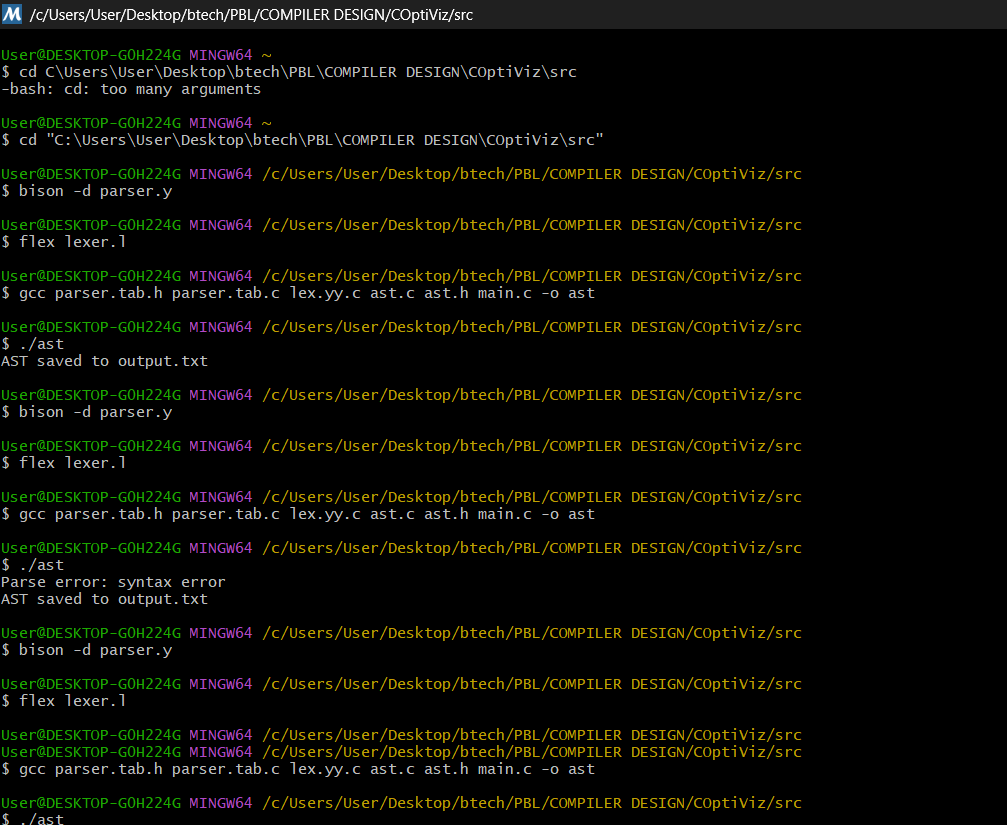 M /c/Users/User/Desktop/btech/PBL/COMPILER DESIGN/COptiViz/src
User@DESKTOP-GOH224G MINGW64 ~
$ cd C\Users\User\Desktop\btech\PBL\COMPILER DESIGN\COptiViz\src
-bash: cd: too many arguments
User@DESKTOP-GOH224G MINGW64 ~
$ cd "C:\Users\User\Desktop\btech\PBL\COMPILER DESIGN\COptiViz\src"
User@DESKTOP-GOH224G MINGW64 /c/Users/User/Desktop/btech/PBL/COMPILER DESIGN/COptiViz/src
$ bison -d parser.y
User@DESKTOP-GOH224G MINGW64 /c/Users/User/Desktop/btech/PBL/COMPILER DESIGN/COptiViz/src
$ flex lexer.l
User@DESKTOP-GOH224G MINGW64 /c/Users/User/Desktop/btech/PBL/COMPILER DESIGN/COptiViz/src
$ gcc parser.tab.h parser.tab.c lex.yy.c ast.c ast.h main.c -o ast
User@DESKTOP-GOH224G MINGW64 /c/Users/User/Desktop/btech/PBL/COMPILER DESIGN/COptiViz/src
$ ./ast
AST saved to output.txt
User@DESKTOP-GOH224G MINGW64 /c/Users/User/Desktop/btech/PBL/COMPILER DESIGN/COptiViz/src
$ bison -d parser.y
User@DESKTOP-GOH224G MINGW64 /c/Users/User/Desktop/btech/PBL/COMPILER DESIGN/COptiViz/src
$ flex lexer.l
User@DESKTOP-GOH224G MINGW64 /c/Users/User/Desktop/btech/PBL/COMPILER DESIGN/COptiViz/src
$ gcc parser.tab.h parser.tab.c lex.yy.c ast.c ast.h main.c -o ast
User@DESKTOP-GOH224G MINGW64 /c/Users/User/Desktop/btech/PBL/COMPILER DESIGN/COptiViz/src
$ ./ast
Parse error: syntax error
AST saved to output.txt
User@DESKTOP-GOH224G MINGW64 /c/Users/User/Desktop/btech/PBL/COMPILER DESIGN/COptiViz/src
$ bison -d parser.y
User@DESKTOP-GOH224G MINGW64 /c/Users/User/Desktop/btech/PBL/COMPILER DESIGN/COptiViz/src
$ flex lexer.l
User@DESKTOP-GOH224G MINGW64 /c/Users/User/Desktop/btech/PBL/COMPILER DESIGN/COptiViz/src
User@DESKTOP-GOH224G MINGW64 /c/Users/User/Desktop/btech/PBL/COMPILER DESIGN/COptiViz/src
$ gcc parser.tab.h parser.tab.c lex.yy.c ast.c ast.h main.c -o ast
User@DESKTOP-GOH224G MINGW64 /c/Users/User/Desktop/btech/PBL/COMPILER DESIGN/COptiViz/src
$ ./ast